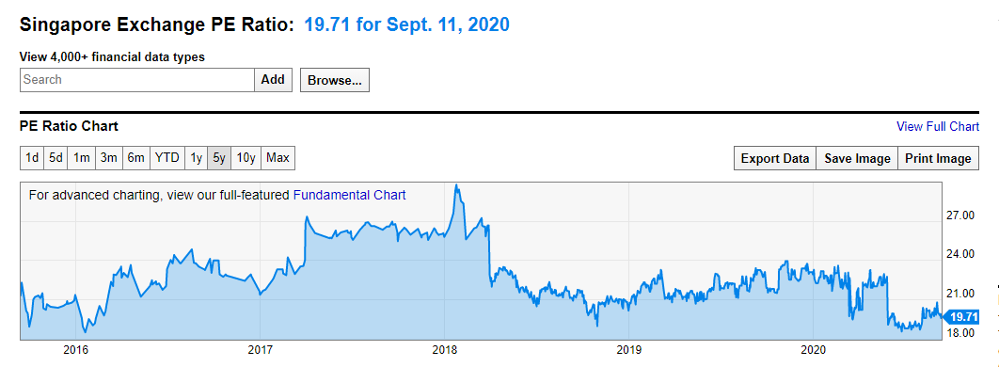 Singapore Exchange PE Ratio: 19.71 for Sept. 11, 2020
View 4,000+ financial data types
Search Add Browse...
PE Ratio Chart View Full Chart
1d 5d 1m 3m 6m YTD 1y 5y 10y Max Export Data Save Image Print Image
For advanced charting, view our full-featured Fundamental Chart
27.00
24.00
21.00
19.71
18.00
2016 2017 2018 2019 2020